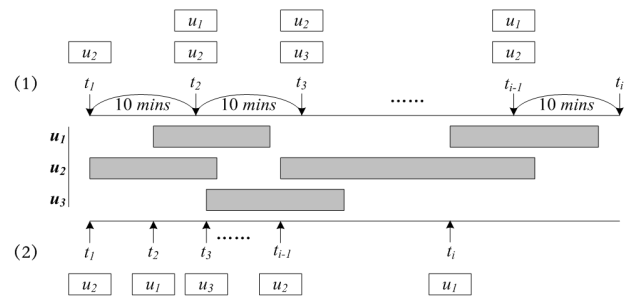 u1 u2 u1
u2 u2 u3 u2
(1) t1 t2 t3 ti-1 ti
10 mins 10 mins ...... 10 mins
u1
u2
u3
......
(2) t1 t2 t3 ti-1 ti
u2 u1 u3 u2 u1